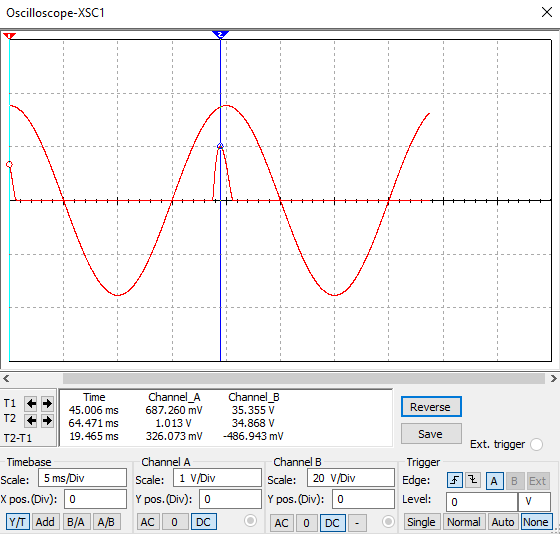 Oscilloscope-XSC1
1
2
T1
T2
T2-T1
Time Channel_A Channel_B
45.006 ms 687.260 mV 35.355 V
64.471 ms 1.013 V 34.868 V
19.465 ms 326.073 mV -486.943 mV
Reverse
Save
Ext. trigger
Timebase
Scale: 5 ms/Div
X pos.(Div): 0
Y/T Add B/A A/B
Channel A
Scale: 1 V/Div
Y pos.(Div): 0
AC 0 DC
Channel B
Scale: 20 V/Div
Y pos.(Div): 0
AC 0 DC -
Trigger
Edge: A B Ext
Level: 0 V
Single Normal Auto None